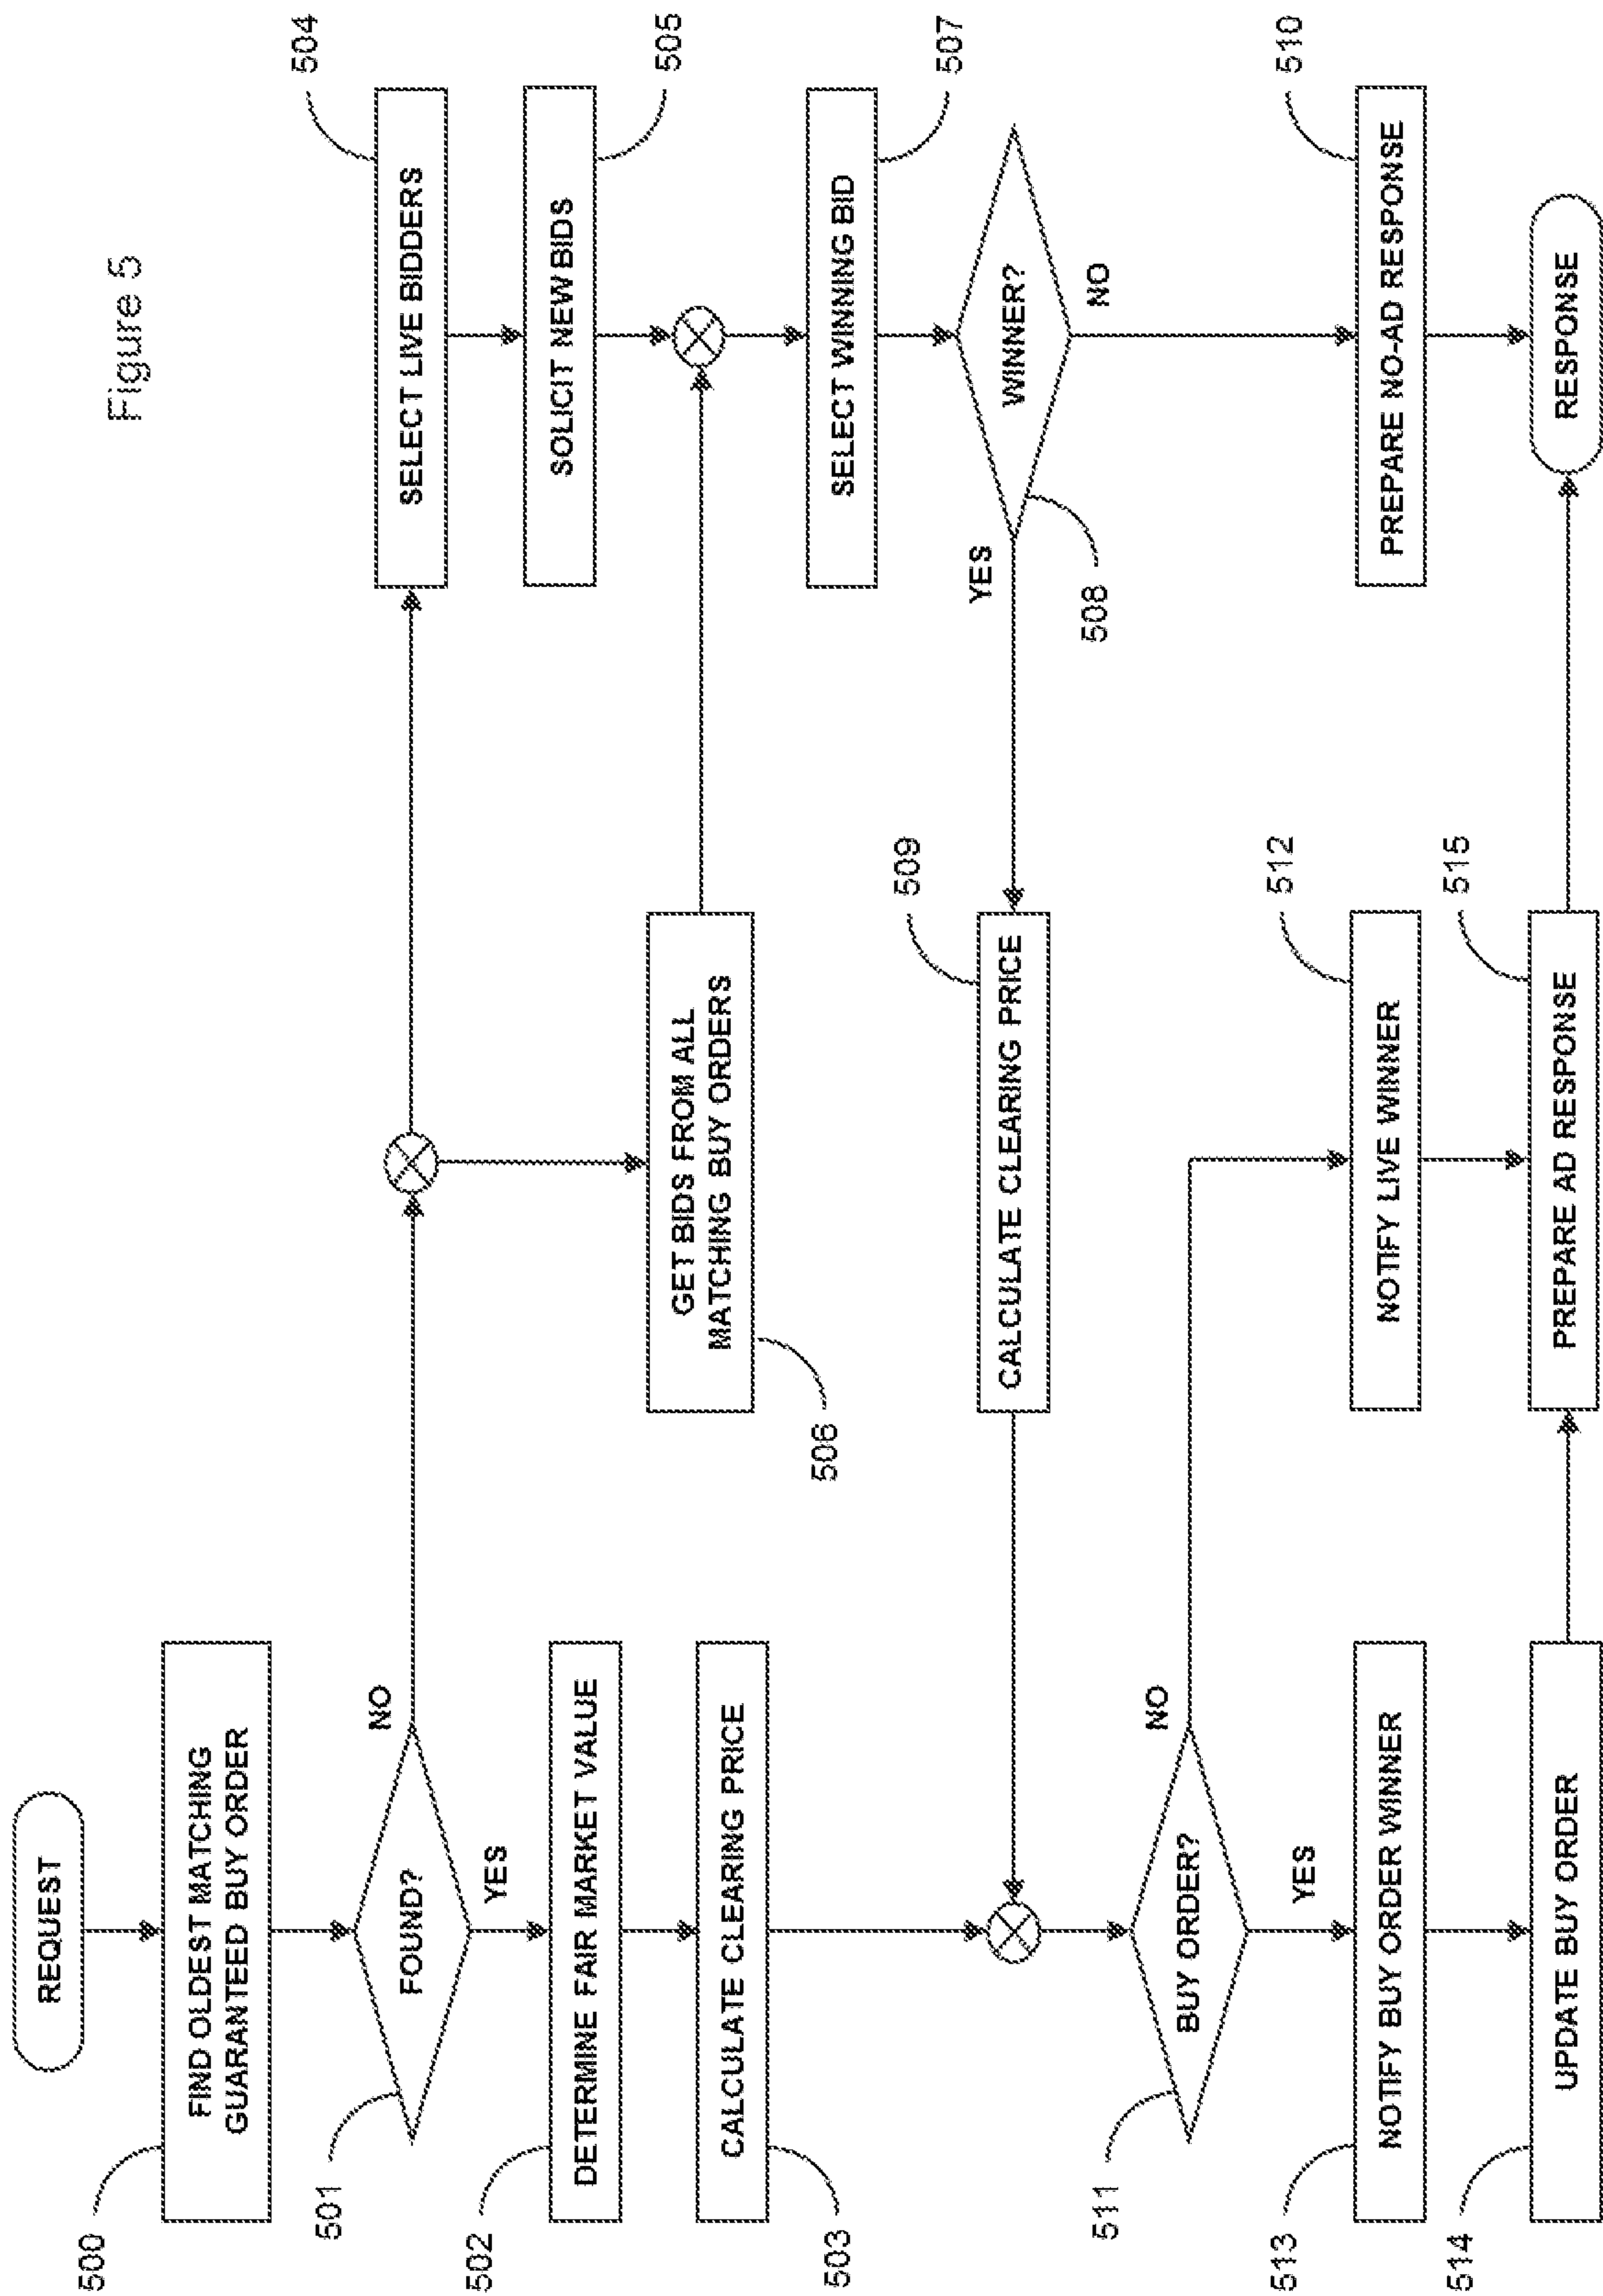 Figure 5
REQUEST
500
FIND OLDEST MATCHING
GUARANTEED BUY ORDER
501
FOUND?
NO
YES
502
DETERMINE FAIR MARKET VALUE
503
CALCULATE CLEARING PRICE
504
SELECT LIVE BIDDERS
505
SOLICIT NEW BIDS
506
GET BIDS FROM ALL
MATCHING BUY ORDERS
507
SELECT WINNING BID
508
WINNER?
YES
NO
509
CALCULATE CLEARING PRICE
510
PREPARE NO-AD RESPONSE
511
BUY ORDER?
NO
YES
512
NOTIFY LIVE WINNER
513
NOTIFY BUY ORDER WINNER
514
UPDATE BUY ORDER
515
PREPARE AD RESPONSE
RESPONSE